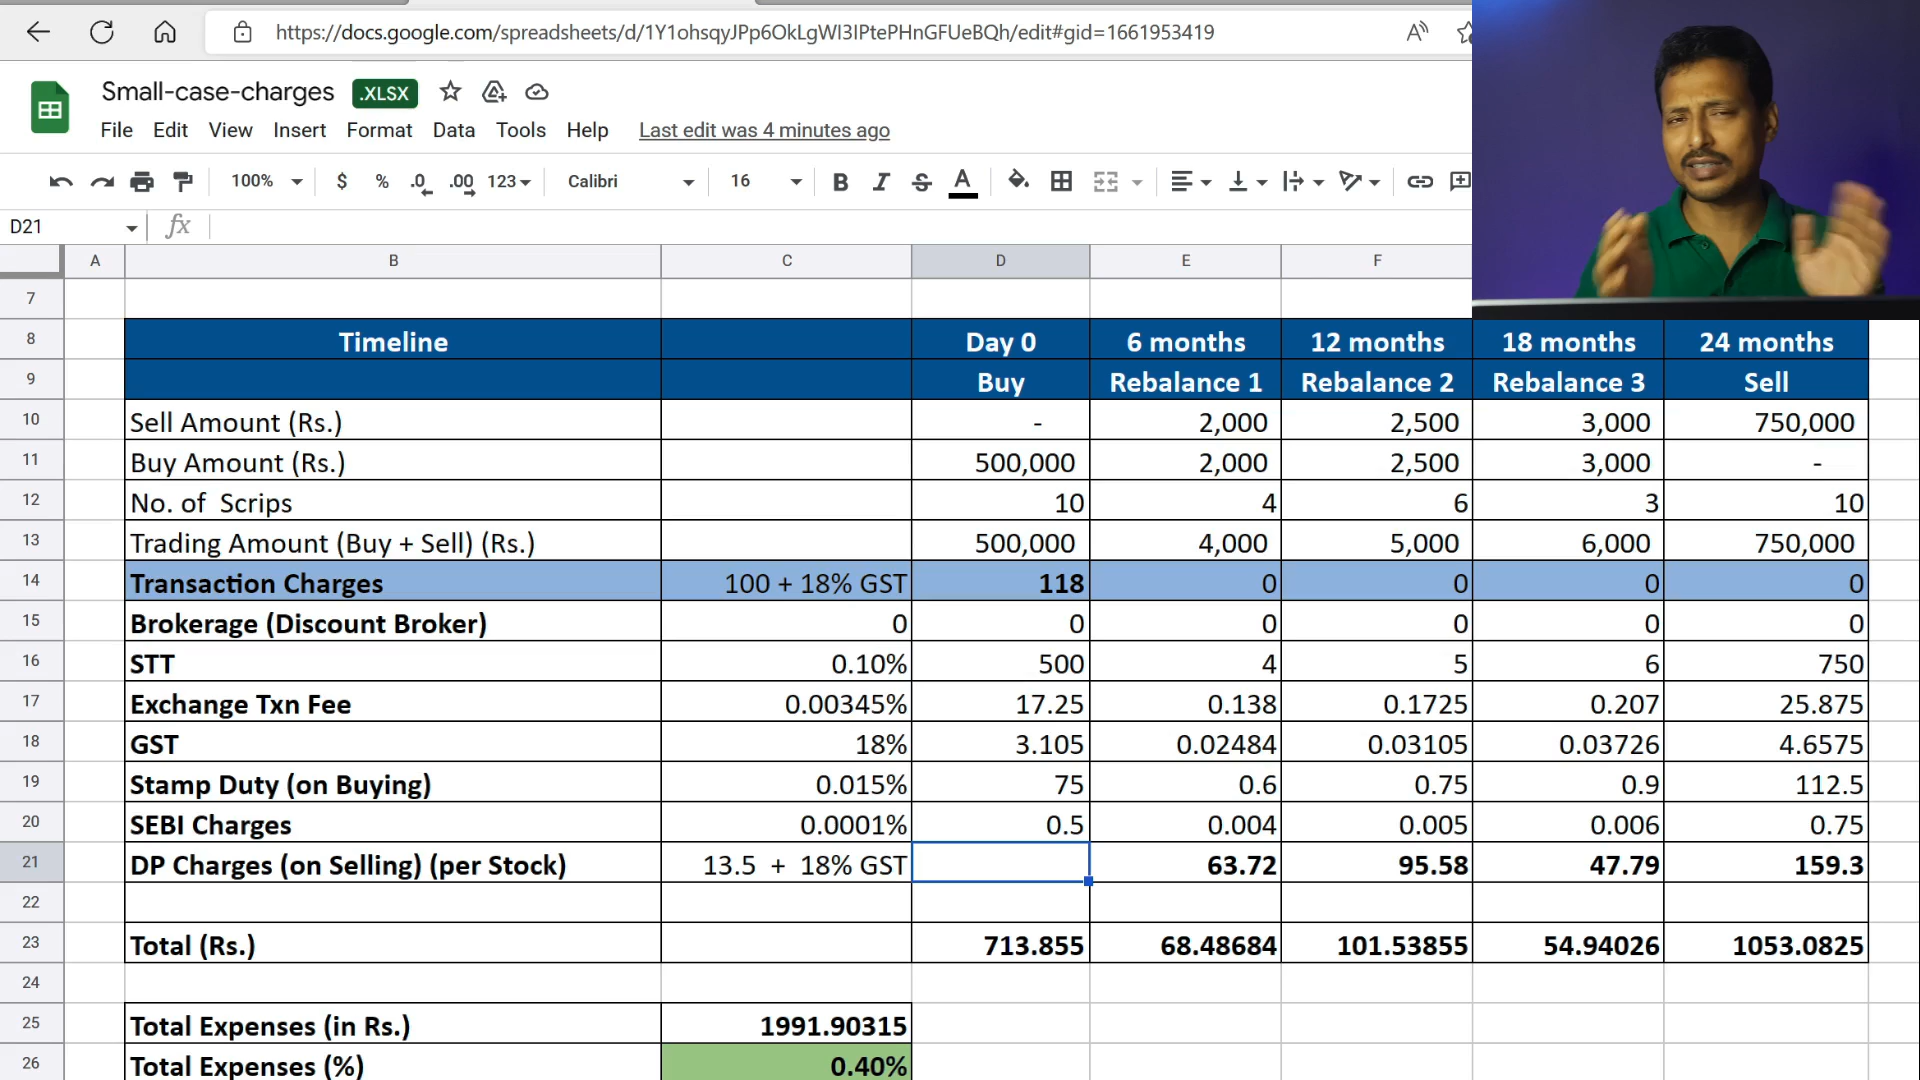 https://docs.google.com/spreadsheets/d/1Y1ohsqyJPp6OkLgWI3IPtePHnGFUeBQh/edit#gid=1661953419
Small-case-charges .XLSX
File Edit View Insert Format Data Tools Help Last edit was 4 minutes ago
100% $ % .0 .00 123 Calibri 16 B I S A
D21 fx
A B C D E F
7
8 Timeline Day 0 6 months 12 months 18 months 24 months
9 Buy Rebalance 1 Rebalance 2 Rebalance 3 Sell
10 Sell Amount (Rs.) - 2,000 2,500 3,000 750,000
11 Buy Amount (Rs.) 500,000 2,000 2,500 3,000 -
12 No. of Scrips 10 4 6 3 10
13 Trading Amount (Buy + Sell) (Rs.) 500,000 4,000 5,000 6,000 750,000
14 Transaction Charges 100 + 18% GST 118 0 0 0 0
15 Brokerage (Discount Broker) 0 0 0 0 0 0
16 STT 0.10% 500 4 5 6 750
17 Exchange Txn Fee 0.00345% 17.25 0.138 0.1725 0.207 25.875
18 GST 18% 3.105 0.02484 0.03105 0.03726 4.6575
19 Stamp Duty (on Buying) 0.015% 75 0.6 0.75 0.9 112.5
20 SEBI Charges 0.0001% 0.5 0.004 0.005 0.006 0.75
21 DP Charges (on Selling) (per Stock) 13.5 + 18% GST 63.72 95.58 47.79 159.3
22
23 Total (Rs.) 713.855 68.48684 101.53855 54.94026 1053.0825
24
25 Total Expenses (in Rs.) 1991.90315
26 Total Expenses (%) 0.40%